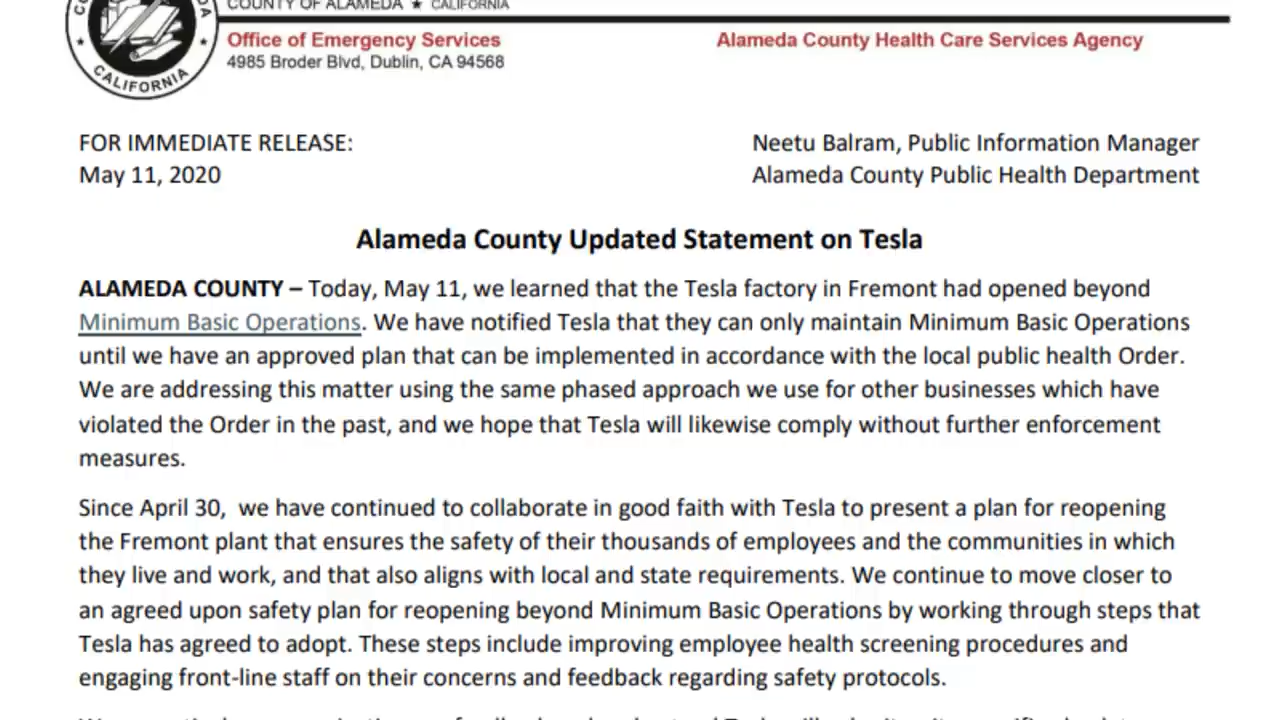 COUNTY OF ALAMEDA ★ CALIFORNIA
CALIFORNIA
Office of Emergency Services
Alameda County Health Care Services Agency
4985 Broder Blvd, Dublin, CA 94568
FOR IMMEDIATE RELEASE:
Neetu Balram, Public Information Manager
May 11, 2020
Alameda County Public Health Department
Alameda County Updated Statement on Tesla
ALAMEDA COUNTY – Today, May 11, we learned that the Tesla factory in Fremont had opened beyond
Minimum Basic Operations. We have notified Tesla that they can only maintain Minimum Basic Operations
until we have an approved plan that can be implemented in accordance with the local public health Order.
We are addressing this matter using the same phased approach we use for other businesses which have
violated the Order in the past, and we hope that Tesla will likewise comply without further enforcement
measures.
Since April 30,  we have continued to collaborate in good faith with Tesla to present a plan for reopening
the Fremont plant that ensures the safety of their thousands of employees and the communities in which
they live and work, and that also aligns with local and state requirements. We continue to move closer to
an agreed upon safety plan for reopening beyond Minimum Basic Operations by working through steps that
Tesla has agreed to adopt. These steps include improving employee health screening procedures and
engaging front-line staff on their concerns and feedback regarding safety protocols.